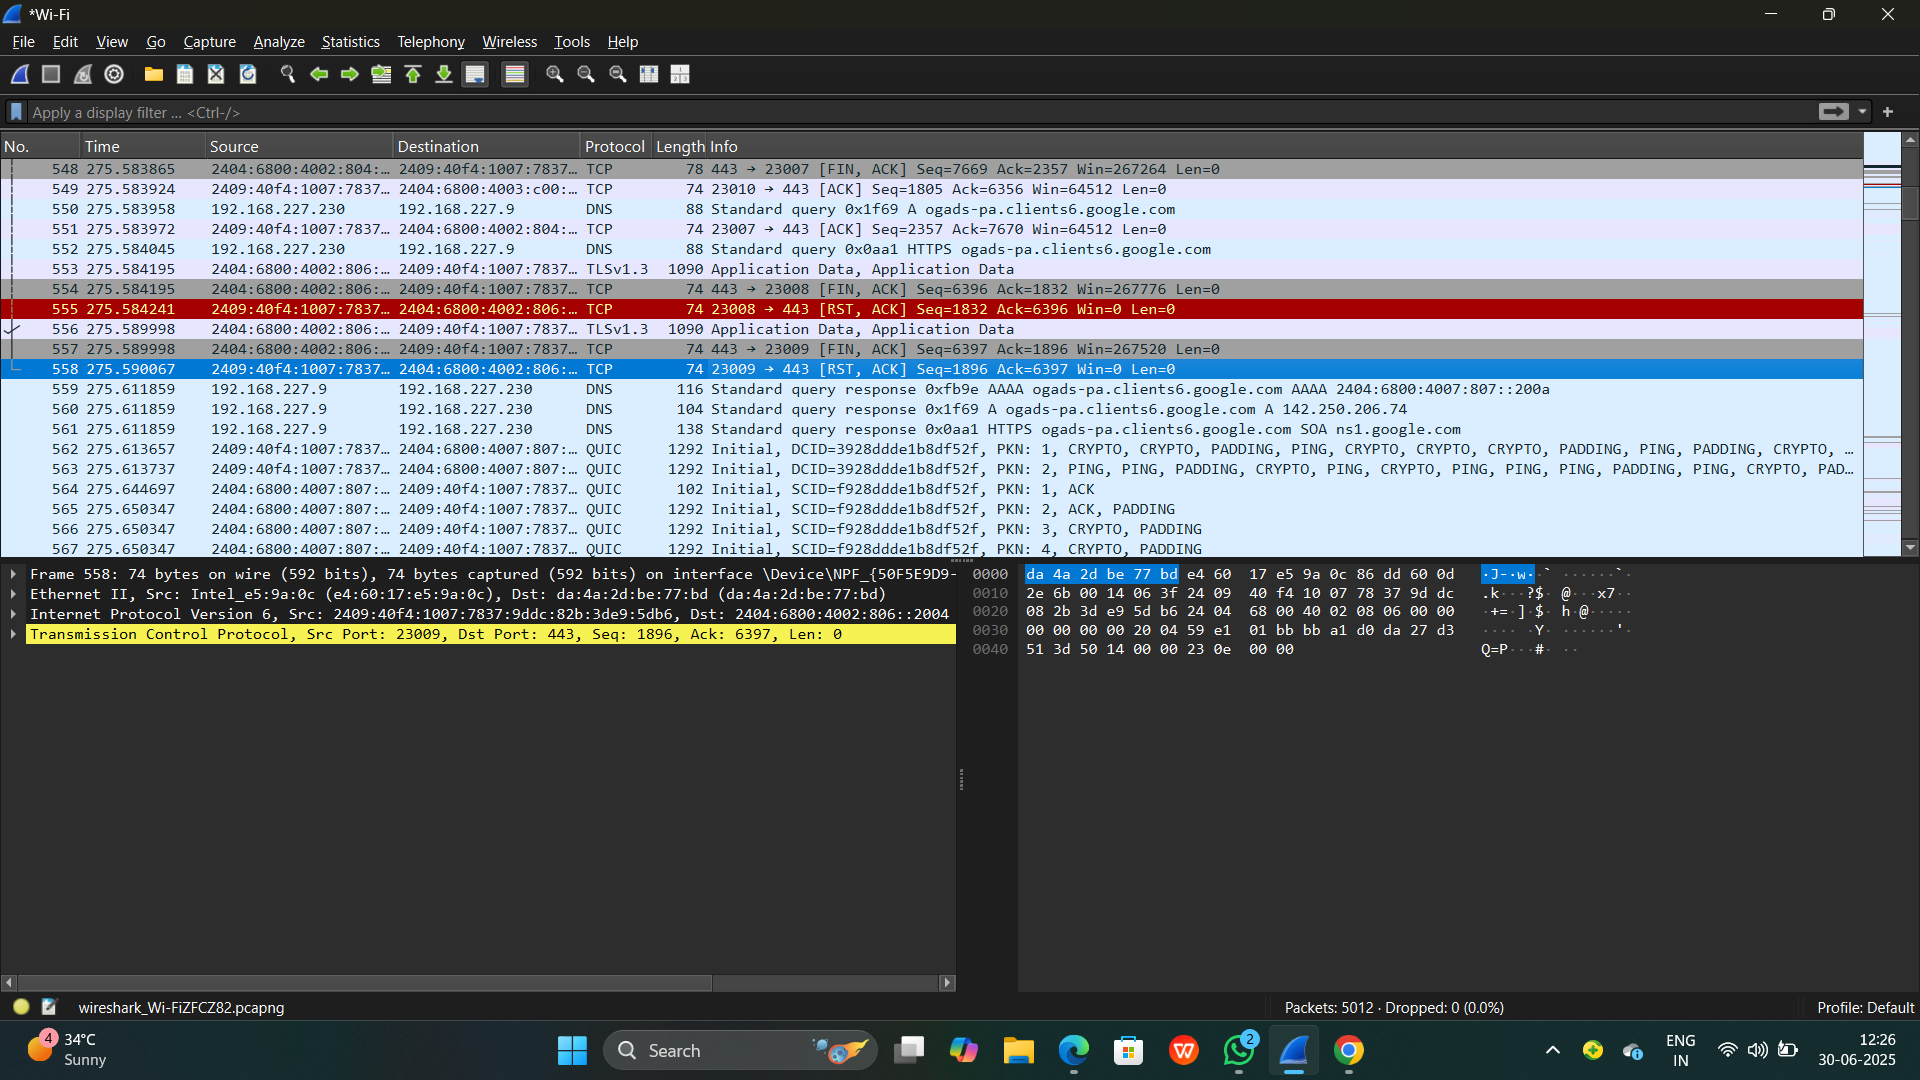 *Wi-Fi
File Edit View Go Capture Analyze Statistics Telephony Wireless Tools Help
Apply a display filter ... <Ctrl-/>
No. Time Source Destination Protocol Length Info
548 275.583865 2404:6800:4002:804:… 2409:40f4:1007:7837… TCP 78 443 → 23007 [FIN, ACK] Seq=7669 Ack=2357 Win=267264 Len=0
549 275.583924 2409:40f4:1007:7837… 2404:6800:4003:c00:… TCP 74 23010 → 443 [ACK] Seq=1805 Ack=6356 Win=64512 Len=0
550 275.583958 192.168.227.230 192.168.227.9 DNS 88 Standard query 0x1f69 A ogads-pa.clients6.google.com
551 275.583972 2409:40f4:1007:7837… 2404:6800:4002:804:… TCP 74 23007 → 443 [ACK] Seq=2357 Ack=7670 Win=64512 Len=0
552 275.584045 192.168.227.230 192.168.227.9 DNS 88 Standard query 0x0aa1 HTTPS ogads-pa.clients6.google.com
553 275.584195 2404:6800:4002:806:… 2409:40f4:1007:7837… TLSv1.3 1090 Application Data, Application Data
554 275.584195 2404:6800:4002:806:… 2409:40f4:1007:7837… TCP 74 443 → 23008 [FIN, ACK] Seq=6396 Ack=1832 Win=267776 Len=0
555 275.584241 2409:40f4:1007:7837… 2404:6800:4002:806:… TCP 74 23008 → 443 [RST, ACK] Seq=1832 Ack=6396 Win=0 Len=0
556 275.589998 2404:6800:4002:806:… 2409:40f4:1007:7837… TLSv1.3 1090 Application Data, Application Data
557 275.589998 2404:6800:4002:806:… 2409:40f4:1007:7837… TCP 74 443 → 23009 [FIN, ACK] Seq=6397 Ack=1896 Win=267520 Len=0
558 275.590067 2409:40f4:1007:7837… 2404:6800:4002:806:… TCP 74 23009 → 443 [RST, ACK] Seq=1896 Ack=6397 Win=0 Len=0
559 275.611859 192.168.227.9 192.168.227.230 DNS 116 Standard query response 0xfb9e AAAA ogads-pa.clients6.google.com AAAA 2404:6800:4007:807::200a
560 275.611859 192.168.227.9 192.168.227.230 DNS 104 Standard query response 0x1f69 A ogads-pa.clients6.google.com A 142.250.206.74
561 275.611859 192.168.227.9 192.168.227.230 DNS 138 Standard query response 0x0aa1 HTTPS ogads-pa.clients6.google.com SOA ns1.google.com
562 275.613657 2409:40f4:1007:7837… 2404:6800:4007:807:… QUIC 1292 Initial, DCID=3928ddde1b8df52f, PKN: 1, CRYPTO, CRYPTO, PADDING, PING, CRYPTO, CRYPTO, CRYPTO, PADDING, PING, PADDING, CRYPTO, …
563 275.613737 2409:40f4:1007:7837… 2404:6800:4007:807:… QUIC 1292 Initial, DCID=3928ddde1b8df52f, PKN: 2, PING, PING, PADDING, CRYPTO, PING, CRYPTO, PING, PING, PING, PADDING, PING, CRYPTO, PAD…
564 275.644697 2404:6800:4007:807:… 2409:40f4:1007:7837… QUIC 102 Initial, SCID=f928ddde1b8df52f, PKN: 1, ACK
565 275.650347 2404:6800:4007:807:… 2409:40f4:1007:7837… QUIC 1292 Initial, SCID=f928ddde1b8df52f, PKN: 2, ACK, PADDING
566 275.650347 2404:6800:4007:807:… 2409:40f4:1007:7837… QUIC 1292 Initial, SCID=f928ddde1b8df52f, PKN: 3, CRYPTO, PADDING
567 275.650347 2404:6800:4007:807:… 2409:40f4:1007:7837… QUIC 1292 Initial, SCID=f928ddde1b8df52f, PKN: 4, CRYPTO, PADDING
Frame 558: 74 bytes on wire (592 bits), 74 bytes captured (592 bits) on interface \Device\NPF_{50F5E9D9-
Ethernet II, Src: Intel_e5:9a:0c (e4:60:17:e5:9a:0c), Dst: da:4a:2d:be:77:bd (da:4a:2d:be:77:bd)
Internet Protocol Version 6, Src: 2409:40f4:1007:7837:9ddc:82b:3de9:5db6, Dst: 2404:6800:4002:806::2004
Transmission Control Protocol, Src Port: 23009, Dst Port: 443, Seq: 1896, Ack: 6397, Len: 0
0000 da 4a 2d be 77 bd e4 60 17 e5 9a 0c 86 dd 60 0d ·J-·w··` ······`·
0010 2e 6b 00 14 06 3f 24 09 40 f4 10 07 78 37 9d dc .k···?$· @···x7··
0020 08 2b 3d e9 5d b6 24 04 68 00 40 02 08 06 00 00 ·+=·]·$· h·@·····
0030 00 00 00 00 20 04 59 e1 01 bb bb a1 d0 da 27 d3 ···· ·Y· ······'·
0040 51 3d 50 14 00 00 23 0e 00 00 Q=P···#· ··
wireshark_Wi-FiZFCZ82.pcapng
Packets: 5012 · Dropped: 0 (0.0%)
Profile: Default
4
34°C
Sunny
Search
2
ENG
IN
12:26
30-06-2025